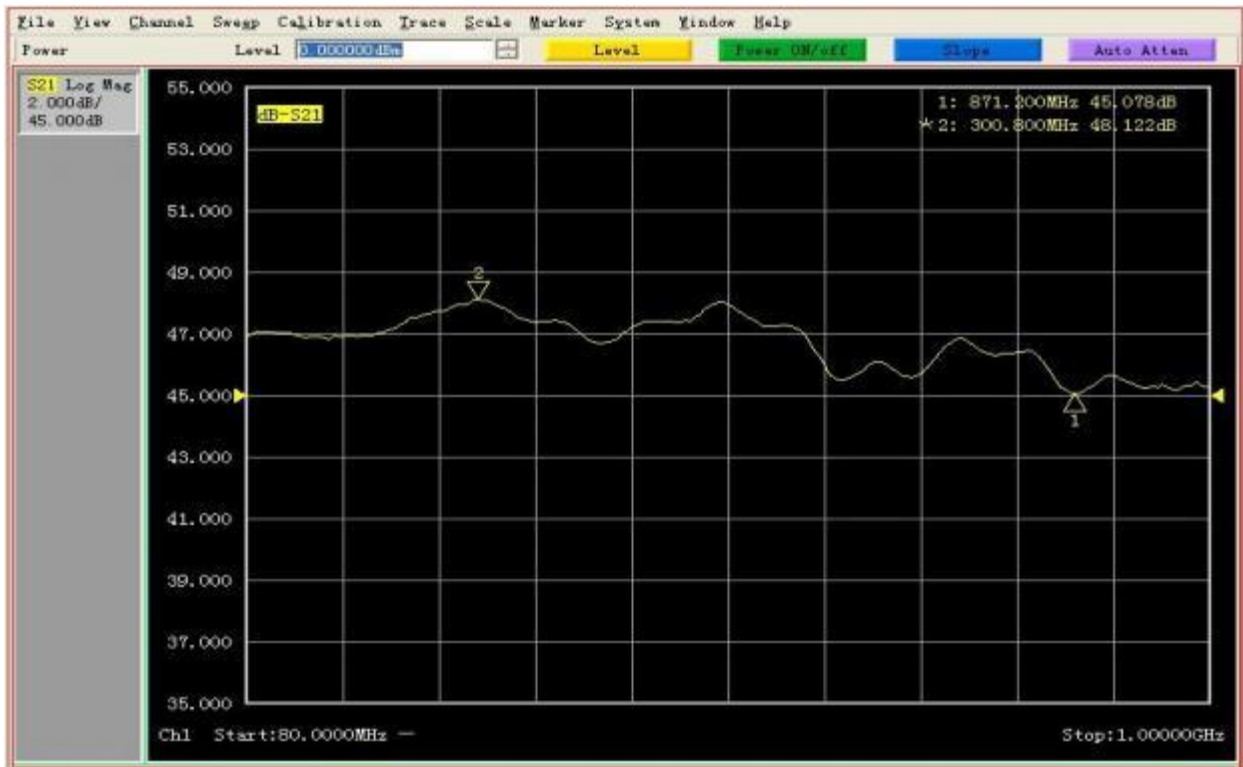 File View Channel Sweep Calibration Trace Scale Marker System Window Help
Power Level 0.000000dBm Level Power ON/off Slope Auto Atten
S21 Log Mag
2.000dB/
45.000dB
dB-S21
1: 871.200MHz 45.078dB
*2: 300.800MHz 48.122dB
55.000
53.000
51.000
49.000
47.000
45.000
43.000
41.000
39.000
37.000
35.000
2
1
Ch1 Start:80.0000MHz — Stop:1.00000GHz